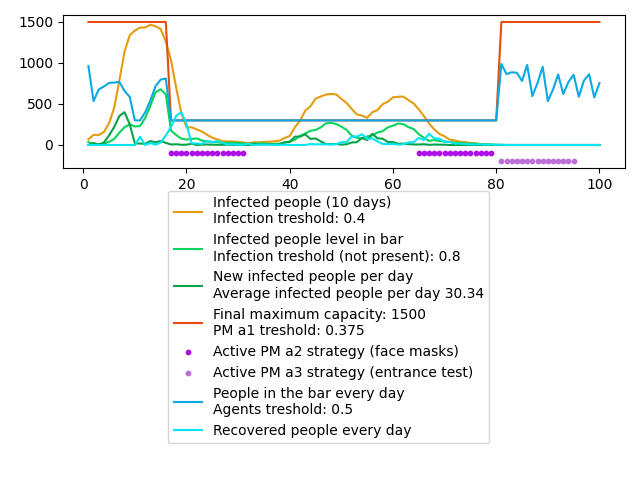 1500
1000
500
0
0 20 40 60 80 100
Infected people (10 days)
Infection treshold: 0.4
Infected people level in bar
Infection treshold (not present): 0.8
New infected people per day
Average infected people per day 30.34
Final maximum capacity: 1500
PM a1 treshold: 0.375
Active PM a2 strategy (face masks)
Active PM a3 strategy (entrance test)
People in the bar every day
Agents treshold: 0.5
Recovered people every day